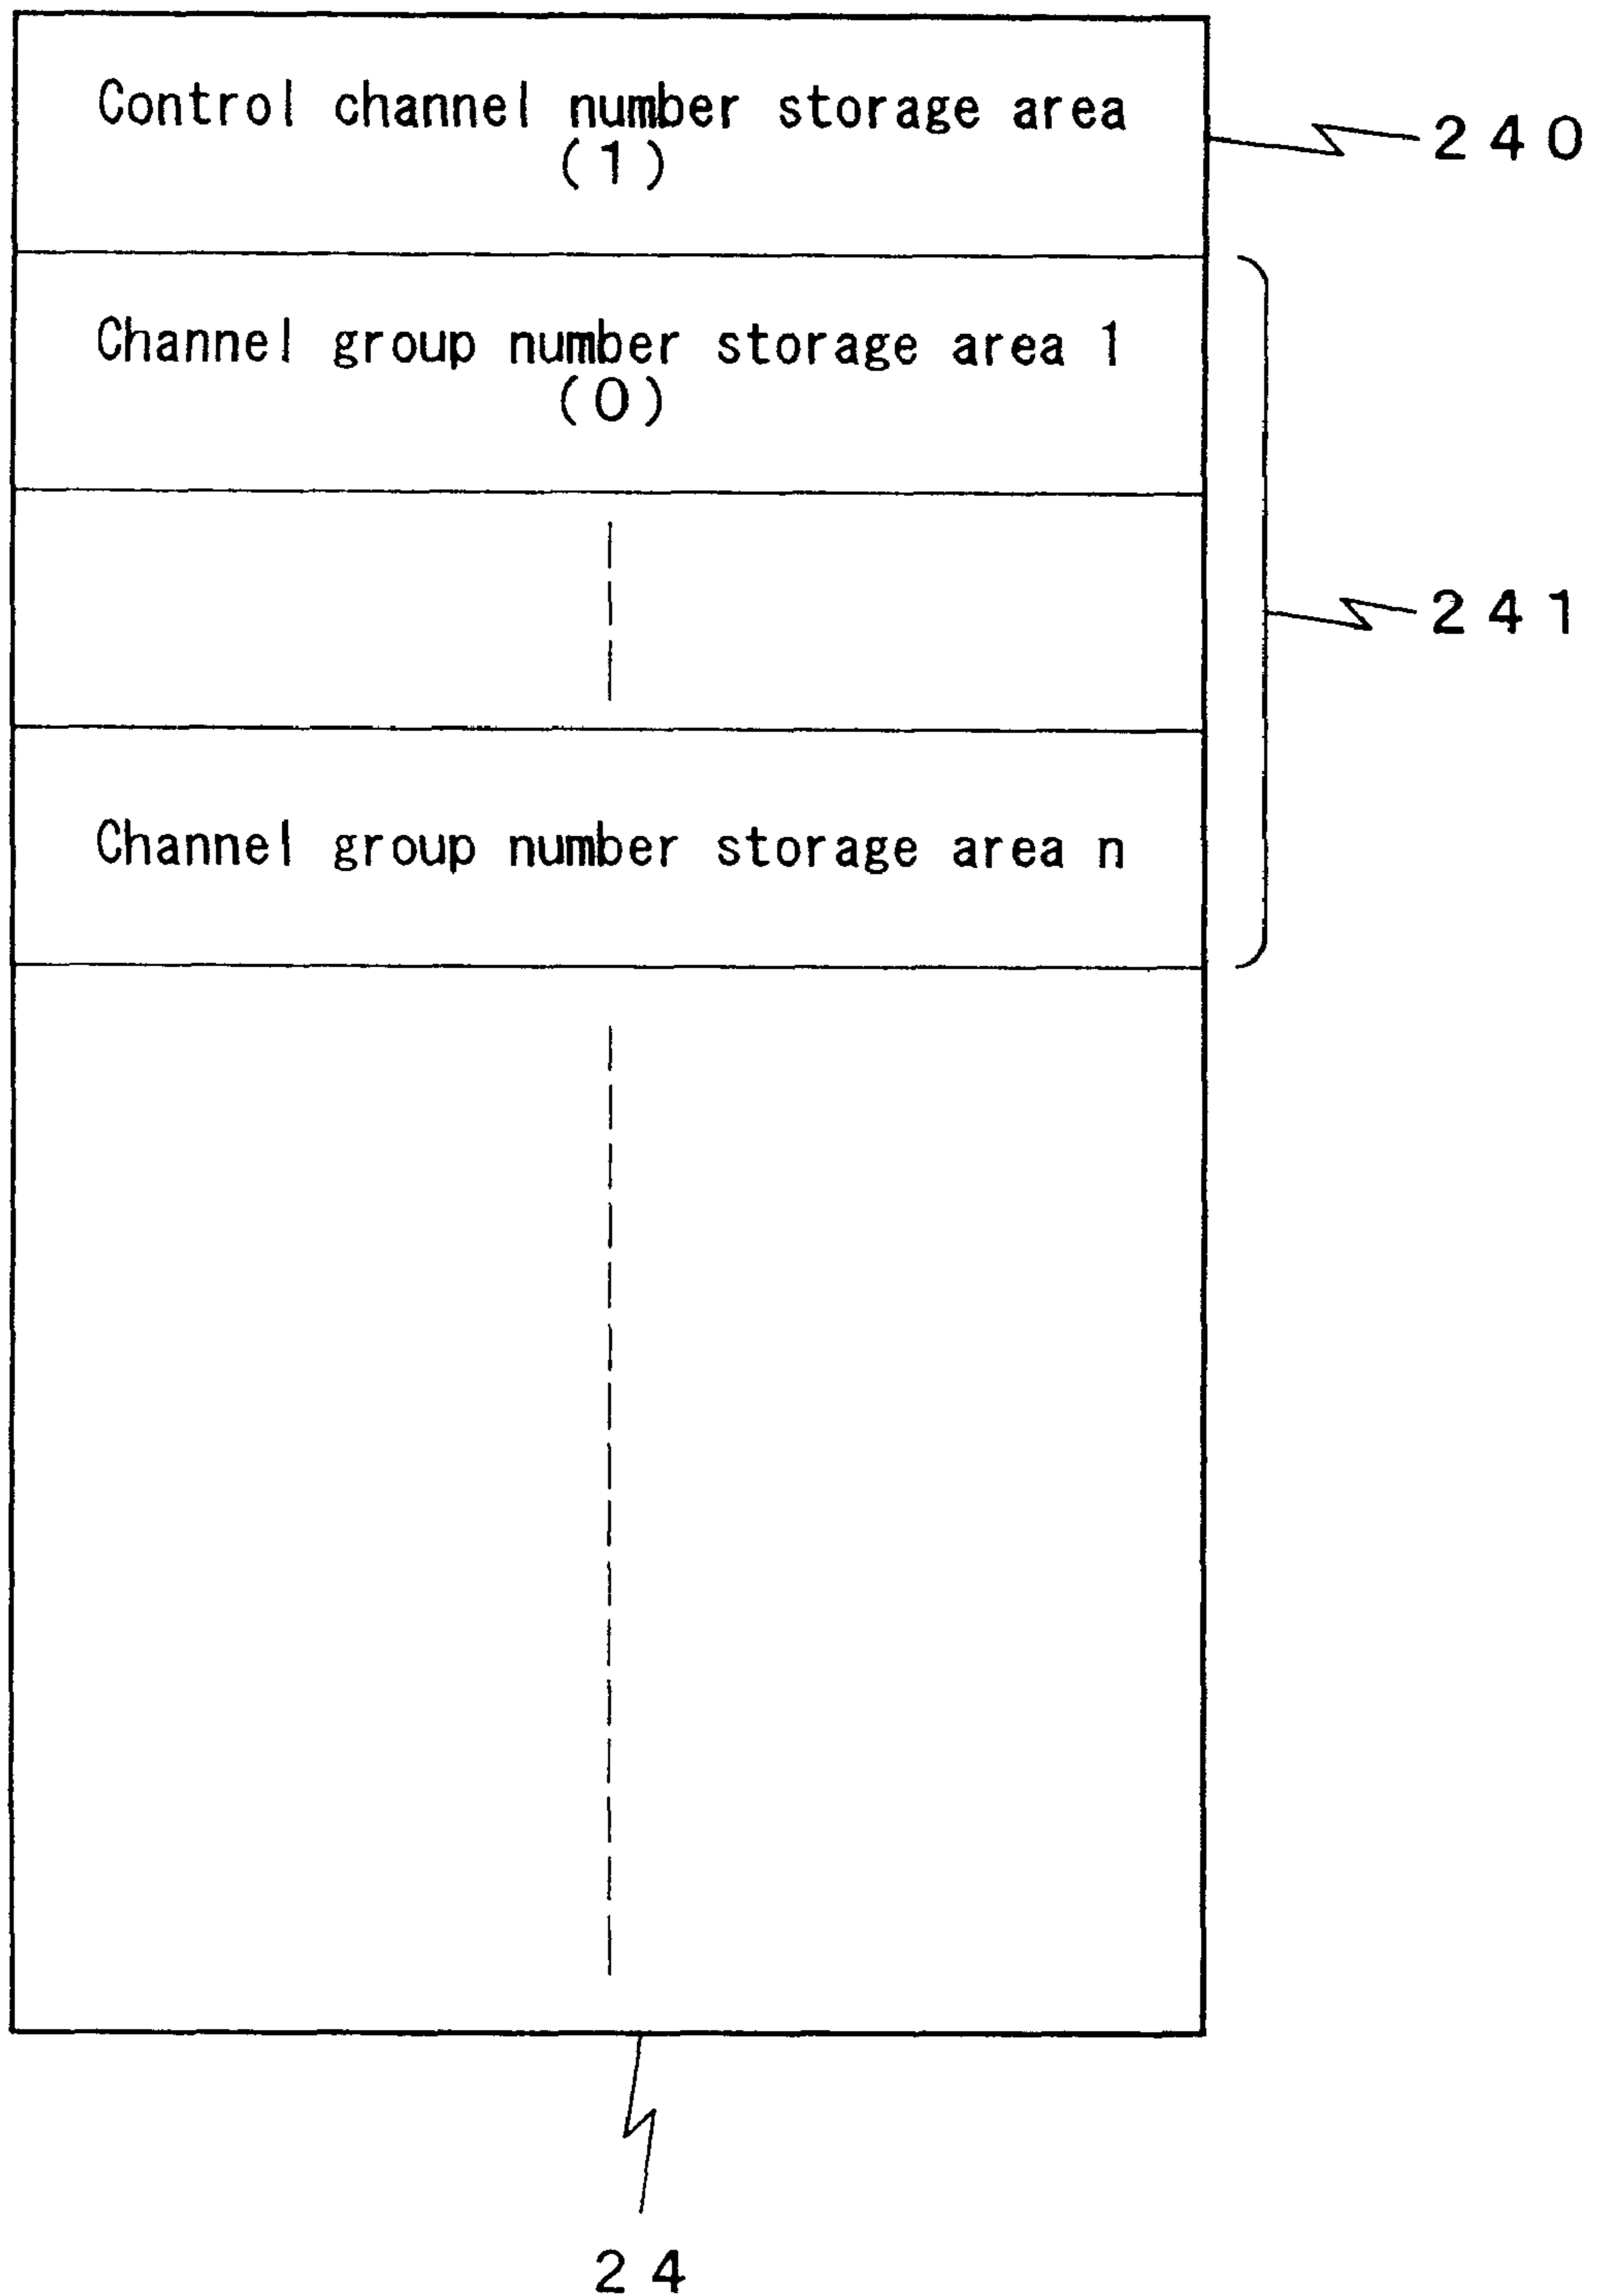 Control channel number storage area
(1)
240
Channel group number storage area 1
(0)
241
Channel group number storage area n
24